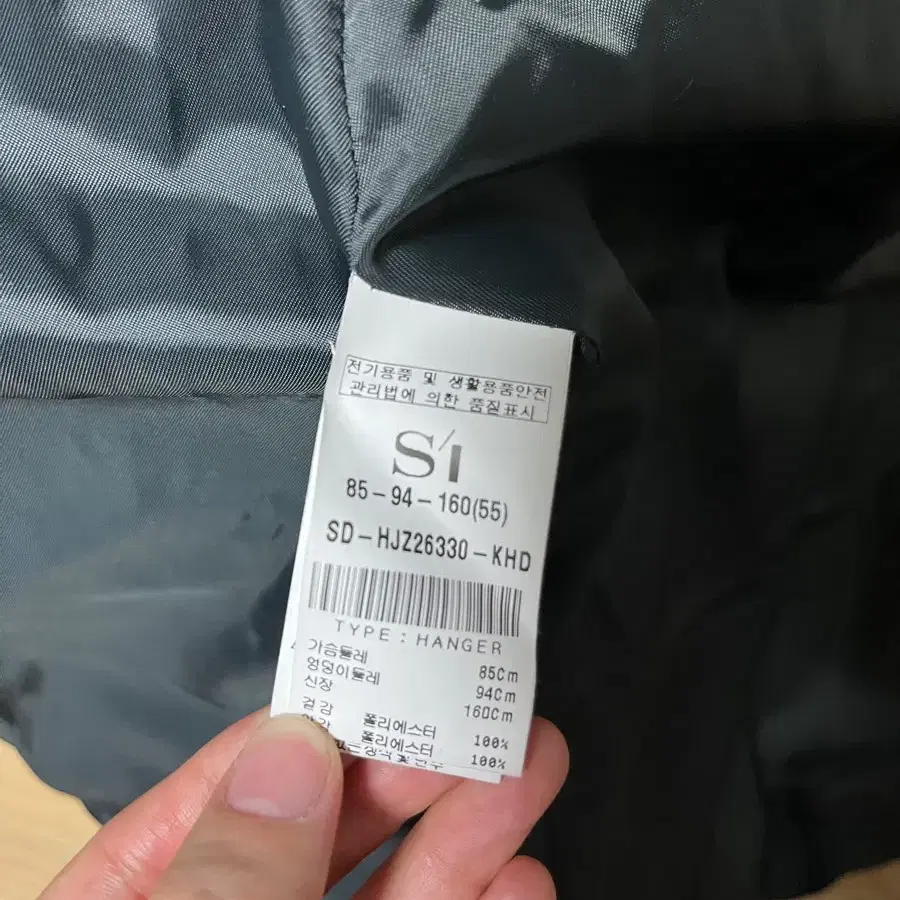 전기용품 및 생활용품안전
관리법에 의한 품질표시
S/I
85-94-160(55)
SD-HJZ26330-KHD
TYPE : HANGER
가슴둘레 85Cm
엉덩이둘레 94Cm
신장 160Cm
겉감 폴리에스터 100%
폴리에스터 100%